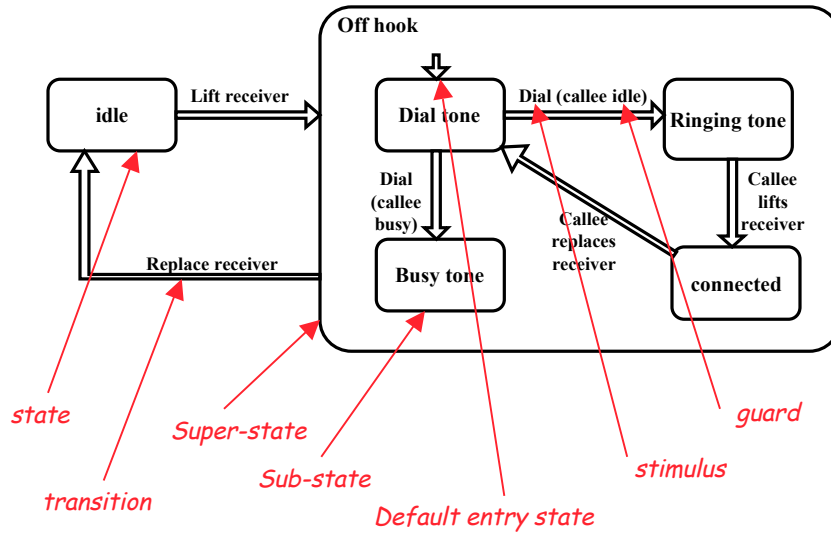 Off hook
idle
Lift receiver
Dial tone
Dial (callee idle)
Ringing tone
Dial
(callee
busy)
Callee
replaces
receiver
Callee
lifts
receiver
Replace receiver
Busy tone
connected
state
Super-state
guard
transition
Sub-state
stimulus
Default entry state